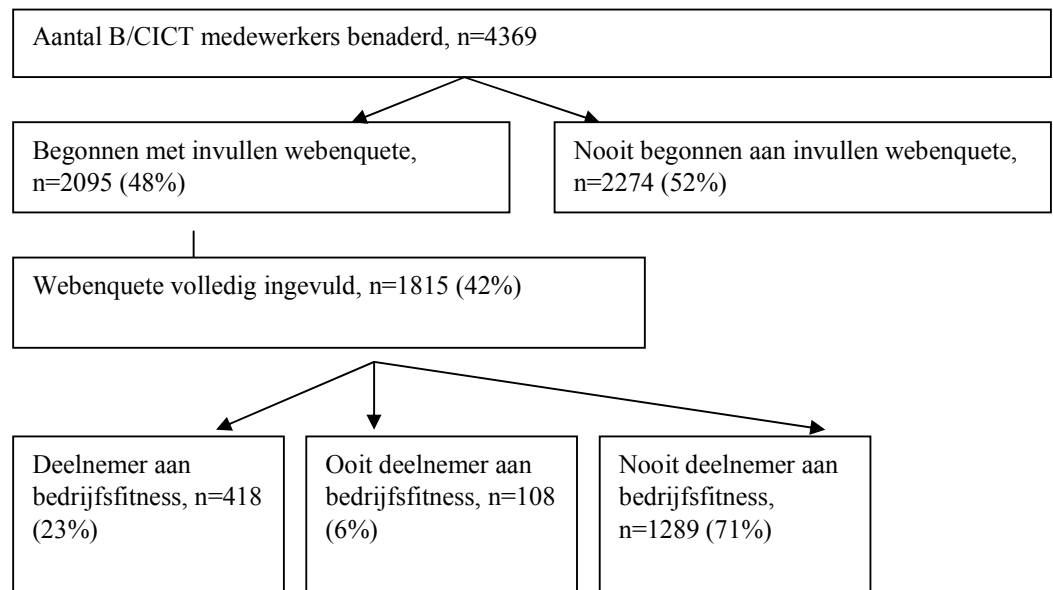 Aantal B/CICT medewerkers benaderd, n=4369
Begonnen met invullen webenquete,
n=2095 (48%)
Nooit begonnen aan invullen webenquete,
n=2274 (52%)
Webenquete volledig ingevuld, n=1815 (42%)
Deelnemer aan
bedrijfsfitness, n=418
(23%)
Ooit deelnemer aan
bedrijfsfitness, n=108
(6%)
Nooit deelnemer aan
bedrijfsfitness,
n=1289 (71%)